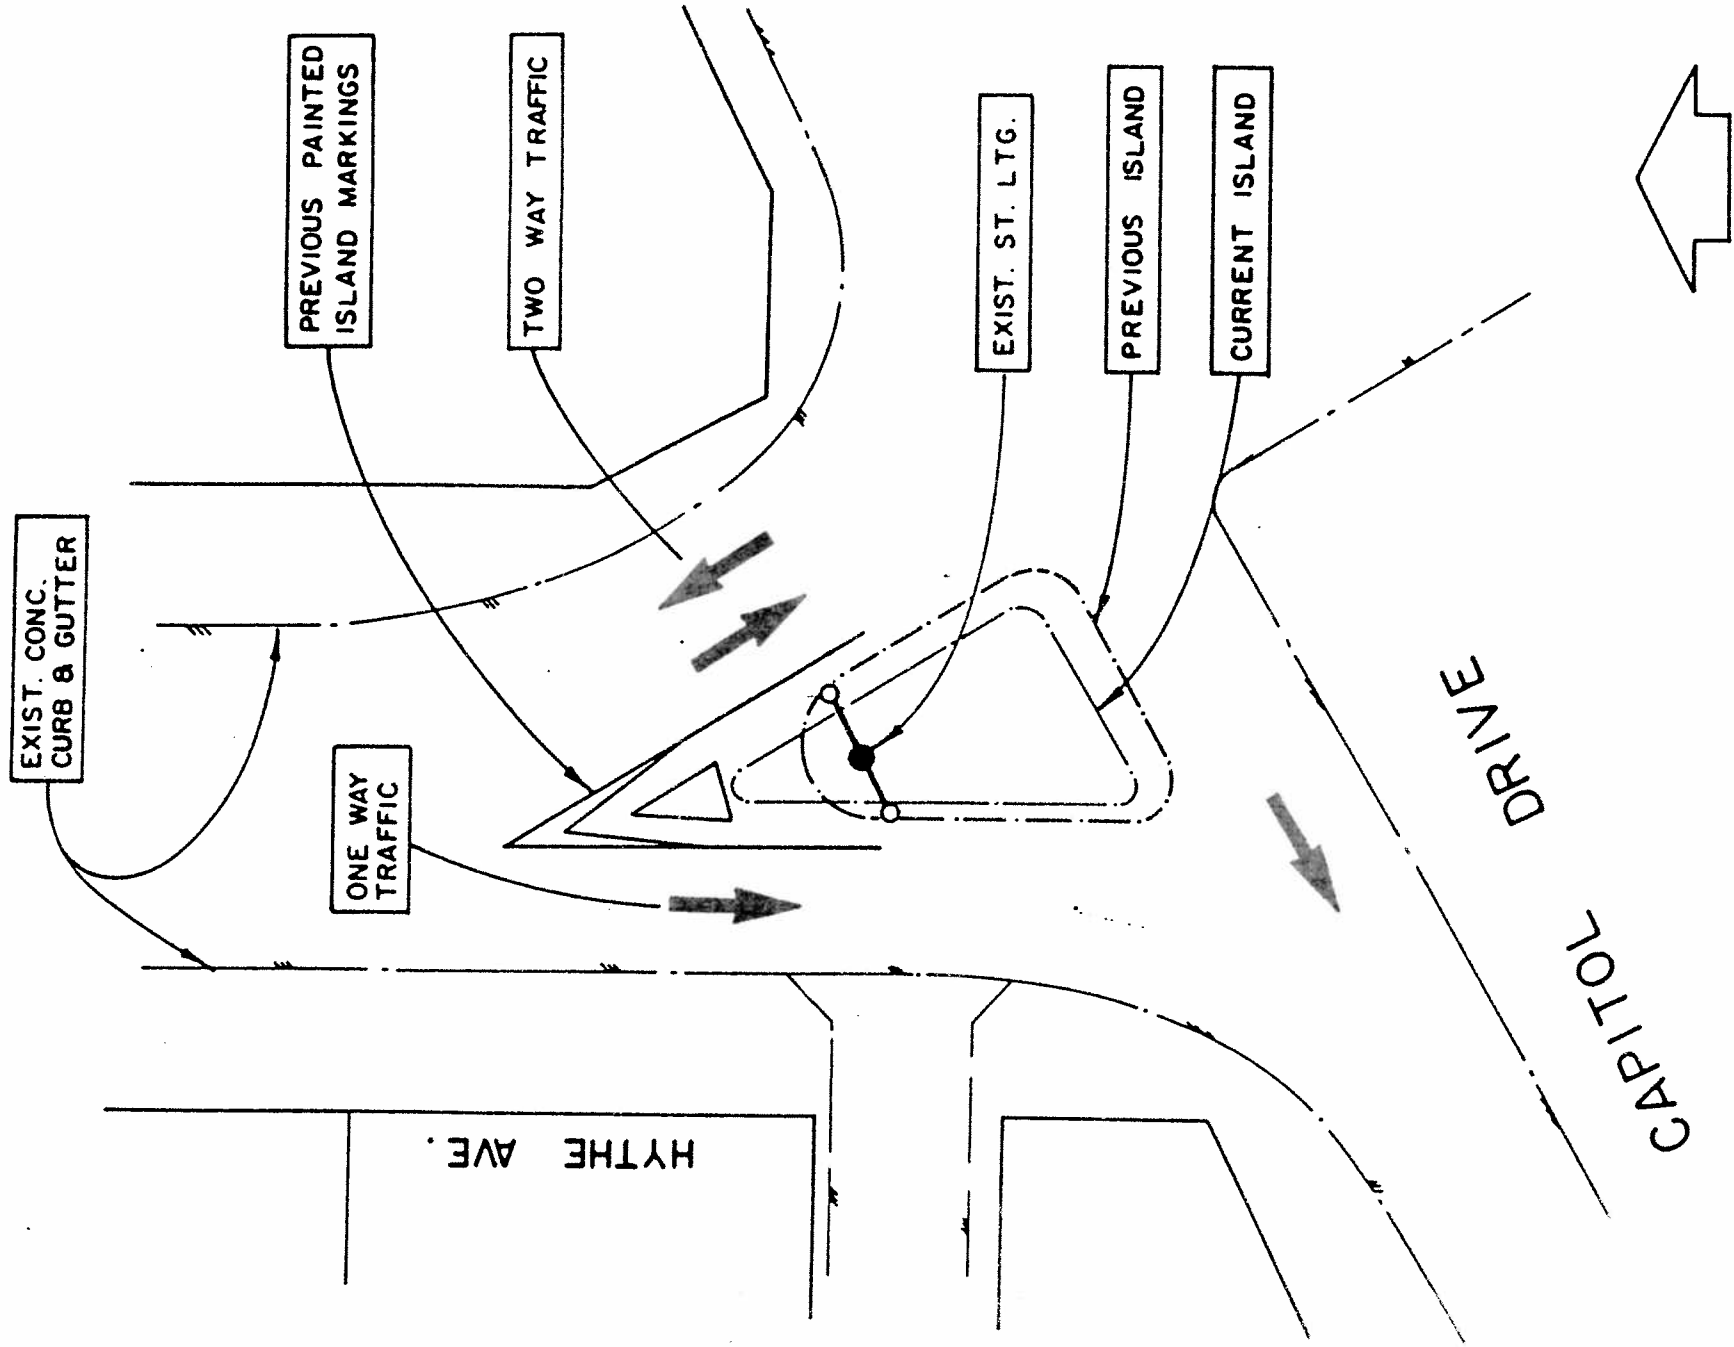 EXIST. CONC.
CURB & GUTTER
PREVIOUS PAINTED
ISLAND MARKINGS
TWO WAY TRAFFIC
ONE WAY
TRAFFIC
EXIST. ST. LTG.
PREVIOUS ISLAND
CURRENT ISLAND
HYTHE AVE.
CAPITOL DRIVE